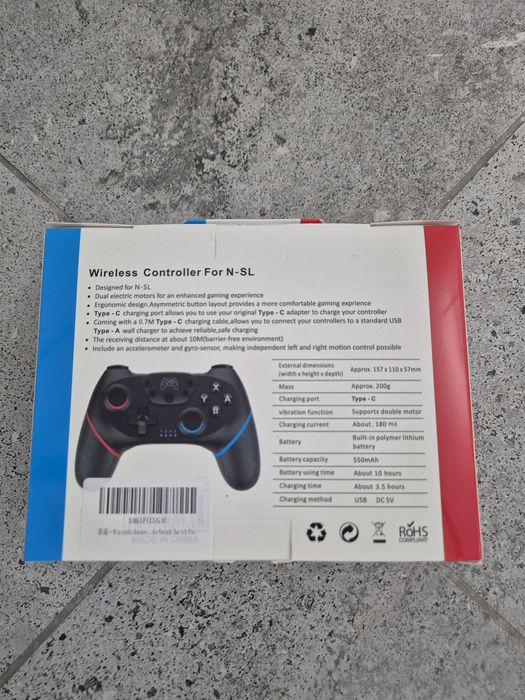 Wireless Controller For N-SL
• Designed for N-SL
• Dual electric motors for an enhanced gaming experience
• Ergonomic design.Asymmetric button layout provides a more comfortable gaming exprience
• Type - C charging port allows you to use your original Type - C adapter to charge your controller
• Coming with a 0.7M Type - C charging cable,allows you to connect your controllers to a standard USB
Type - A wall charger to achieve reliable,safe charging
• The receiving distance at about 10M(barrier-free environment)
• Include an accelerometer and gyro-sensor, making independent left and right motion control possible
External dimensions
(width x height x depth) Approx. 157 x 110 x 57mm
Mass Approx. 200g
Charging port Type - C
vibration function Supports double motor
Charging current About. 180 mA
Battery Built-in polymer lithium
battery
Battery capacity 550mAh
Battery using time About 10 hours
Charging time About 3.5 hours
Charging method USB DC 5V
X
Y A
B
MADE IN CHINA
RoHS
COMPLIANT